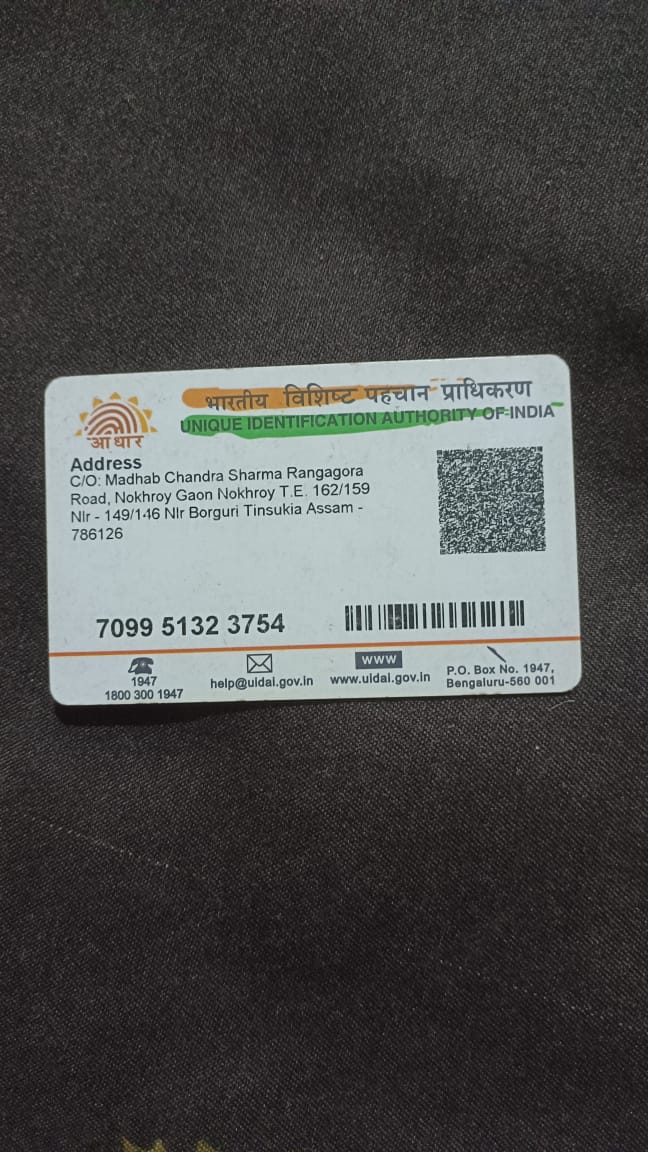 भारतीय विशिष्ट पहचान प्राधिकरण
UNIQUE IDENTIFICATION AUTHORITY OF INDIA
आधार
Address
C/O: Madhab Chandra Sharma Rangagora
Road, Nokhroy Gaon Nokhroy T.E. 162/159
Nlr - 149/146 Nlr Borguri Tinsukia Assam -
786126
7099 5132 3754
1947
1800 300 1947
help@uidai.gov.in
www
www.uidai.gov.in
P.O. Box No. 1947,
Bengaluru-560 001